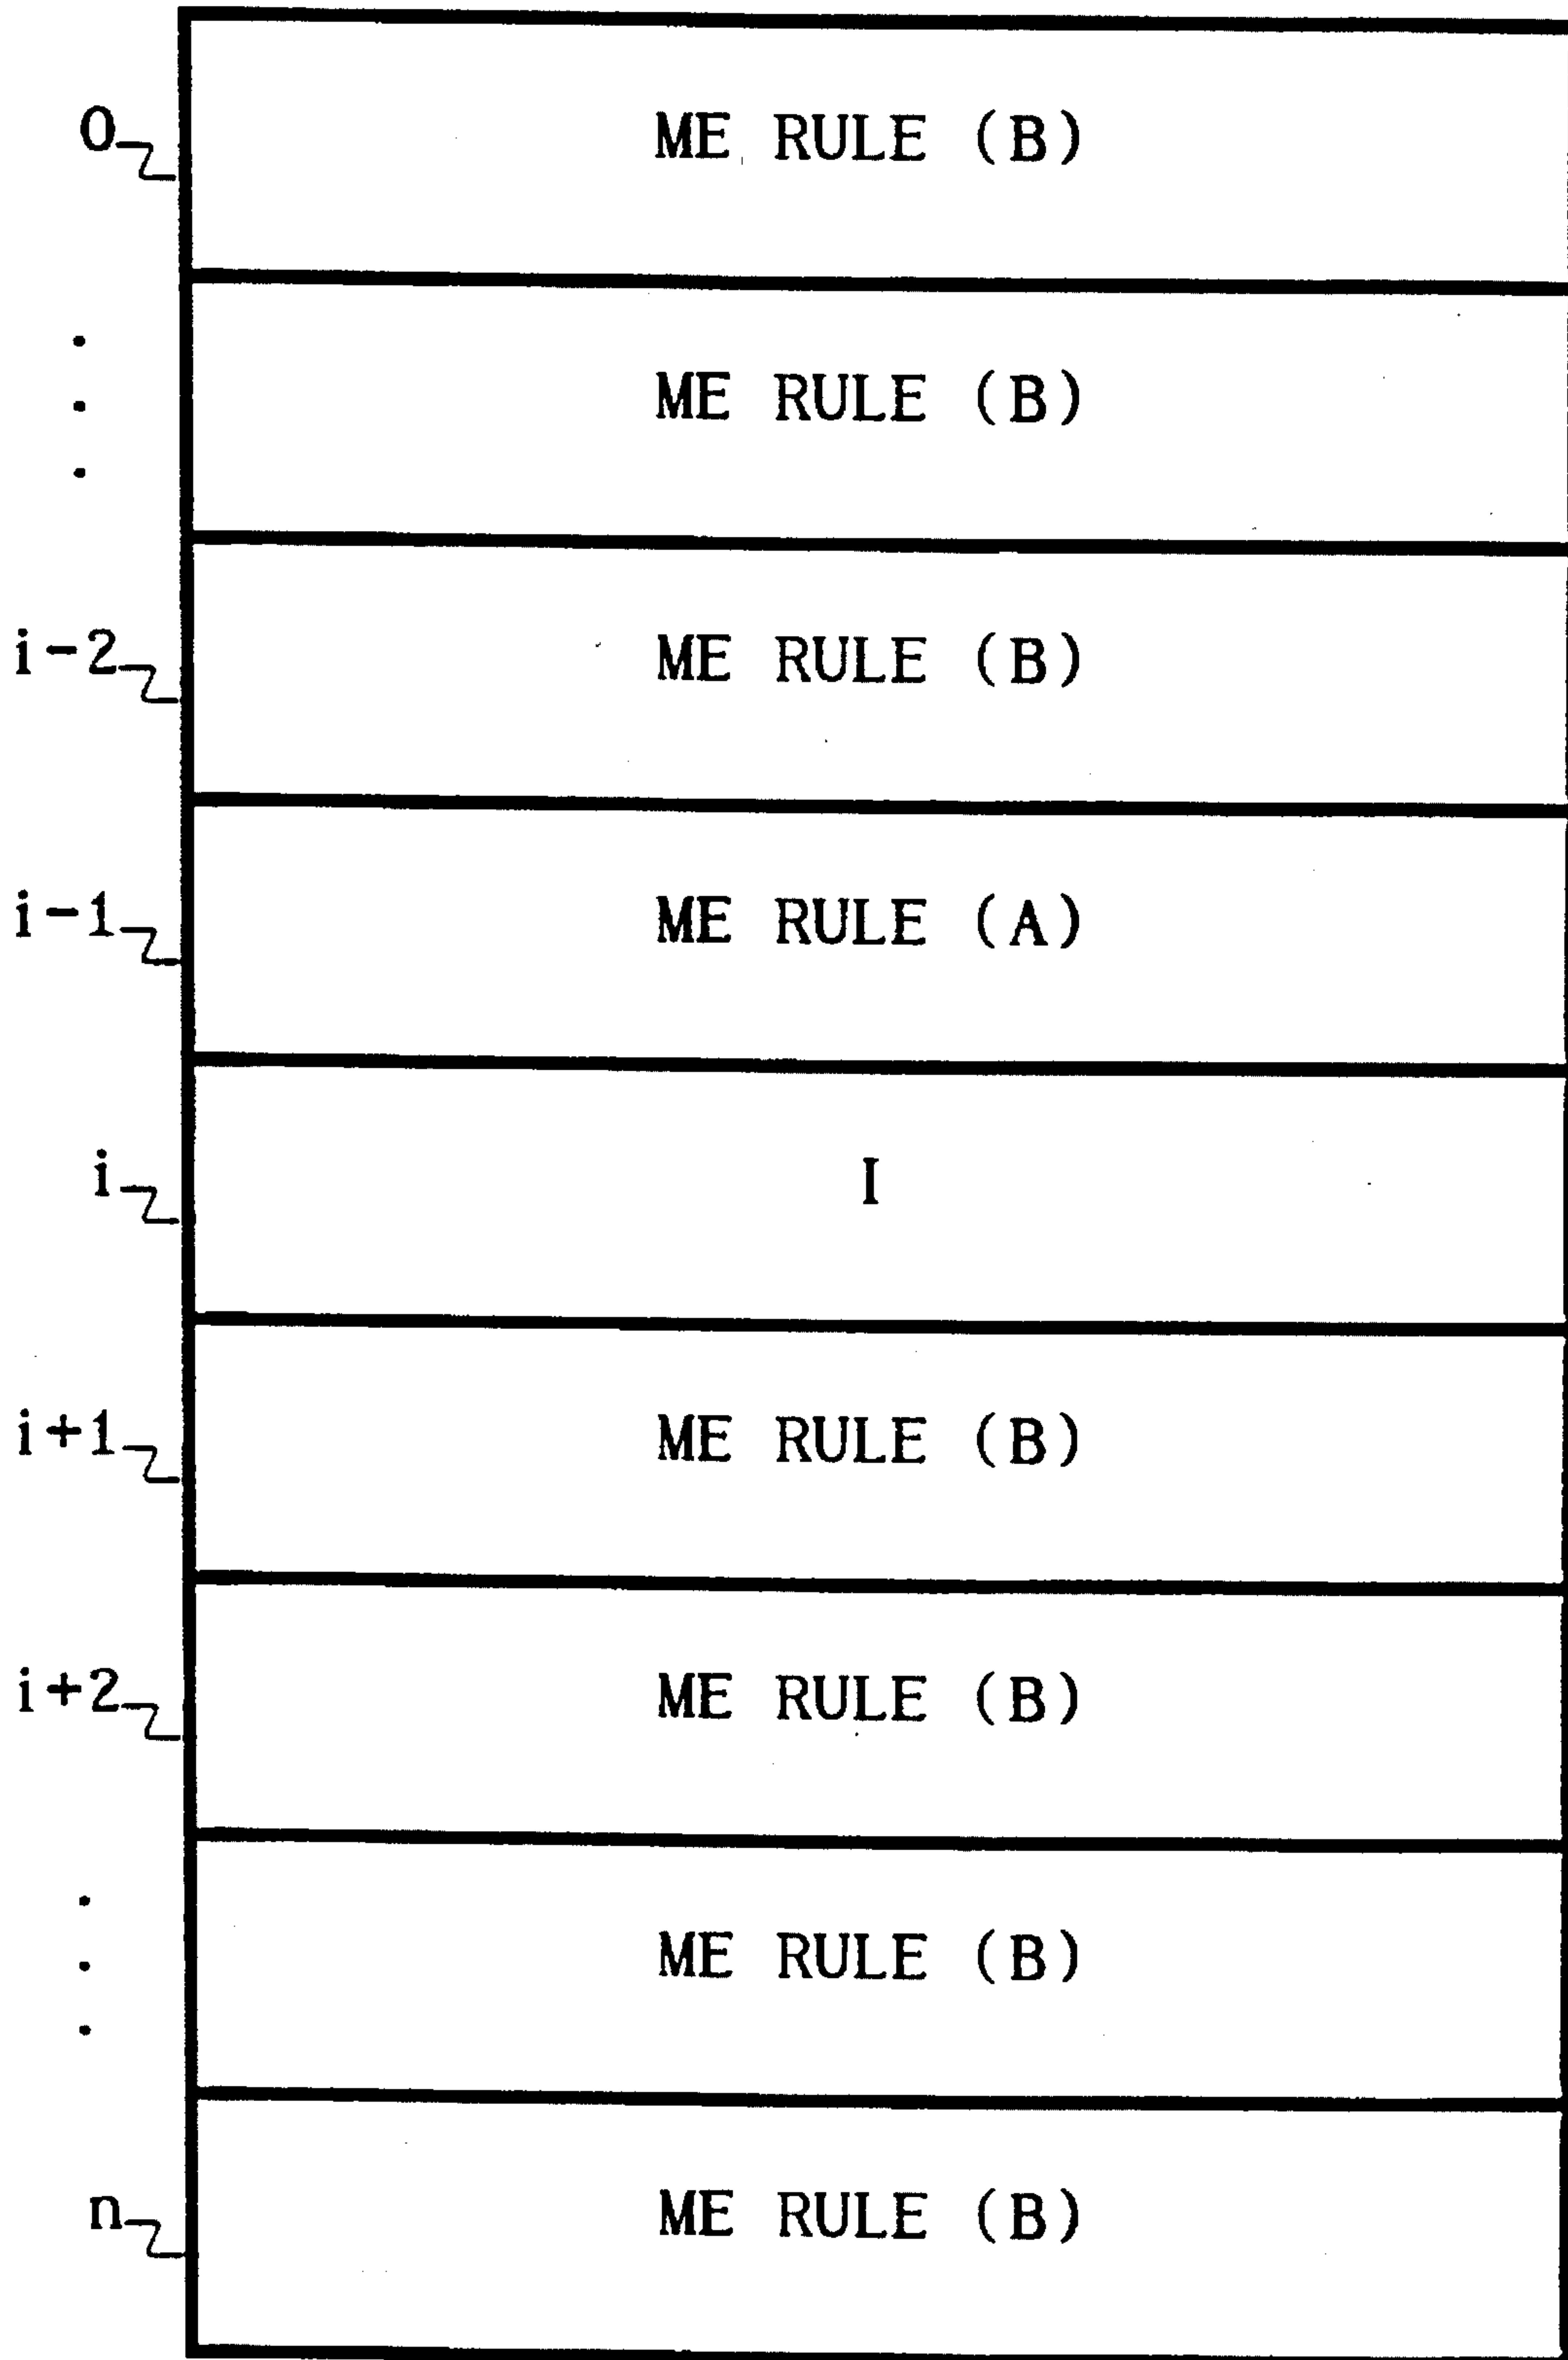 0 ME RULE (B)
ME RULE (B)
i-2 ME RULE (B)
i-1 ME RULE (A)
i I
i+1 ME RULE (B)
i+2 ME RULE (B)
ME RULE (B)
n ME RULE (B)